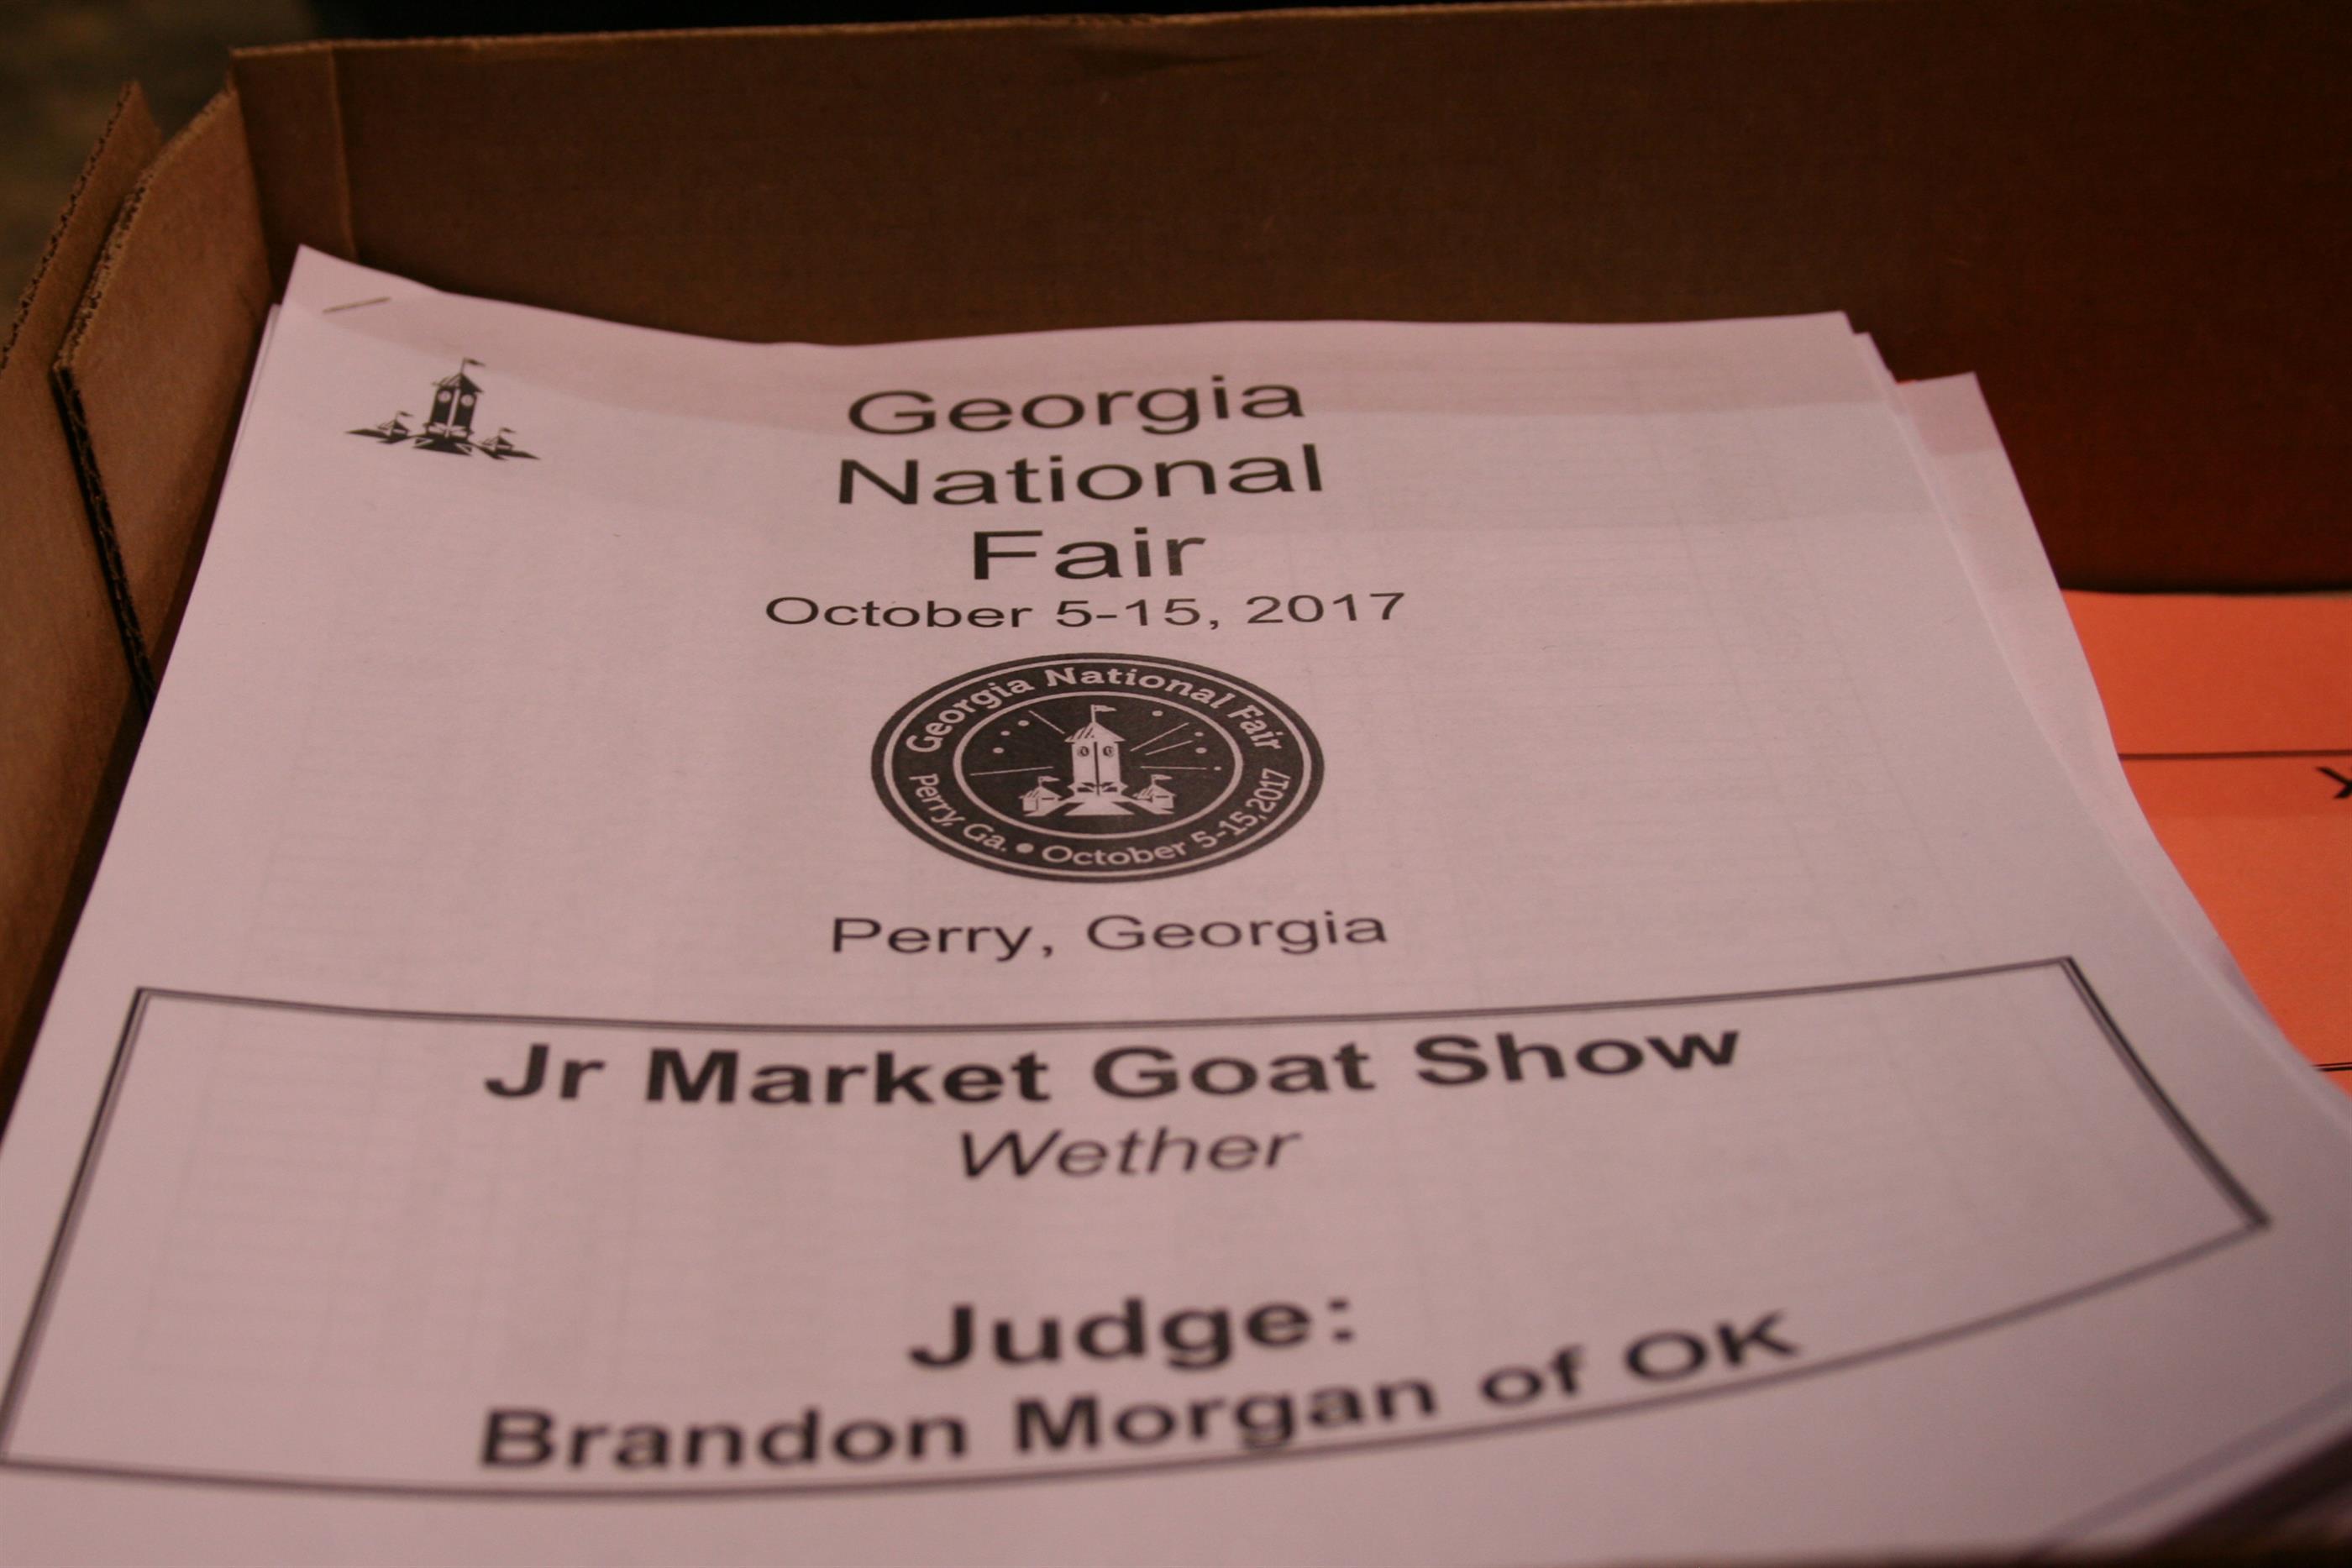 Georgia
National
Fair
October 5-15, 2017
Georgia National Fair
Perry, Ga. • October 5-15, 2017
Perry, Georgia
Jr Market Goat Show
Wether
Judge:
Brandon Morgan of OK